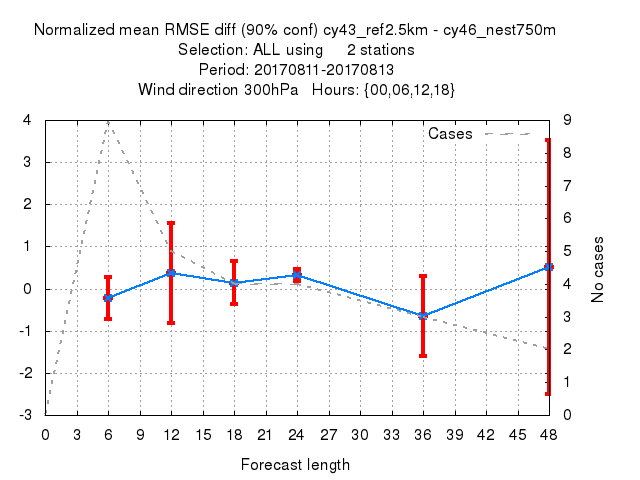 Normalized mean RMSE diff (90% conf) cy43_ref2.5km - cy46_nest750m
Selection: ALL using     2 stations
Period: 20170811-20170813
Wind direction 300hPa   Hours: {00,06,12,18}
Cases
4
3
2
1
0
-1
-2
-3
9
8
7
6
5
4
3
2
1
0
No cases
0 3 6 9 12 15 18 21 24 27 30 33 36 39 42 45 48
Forecast length